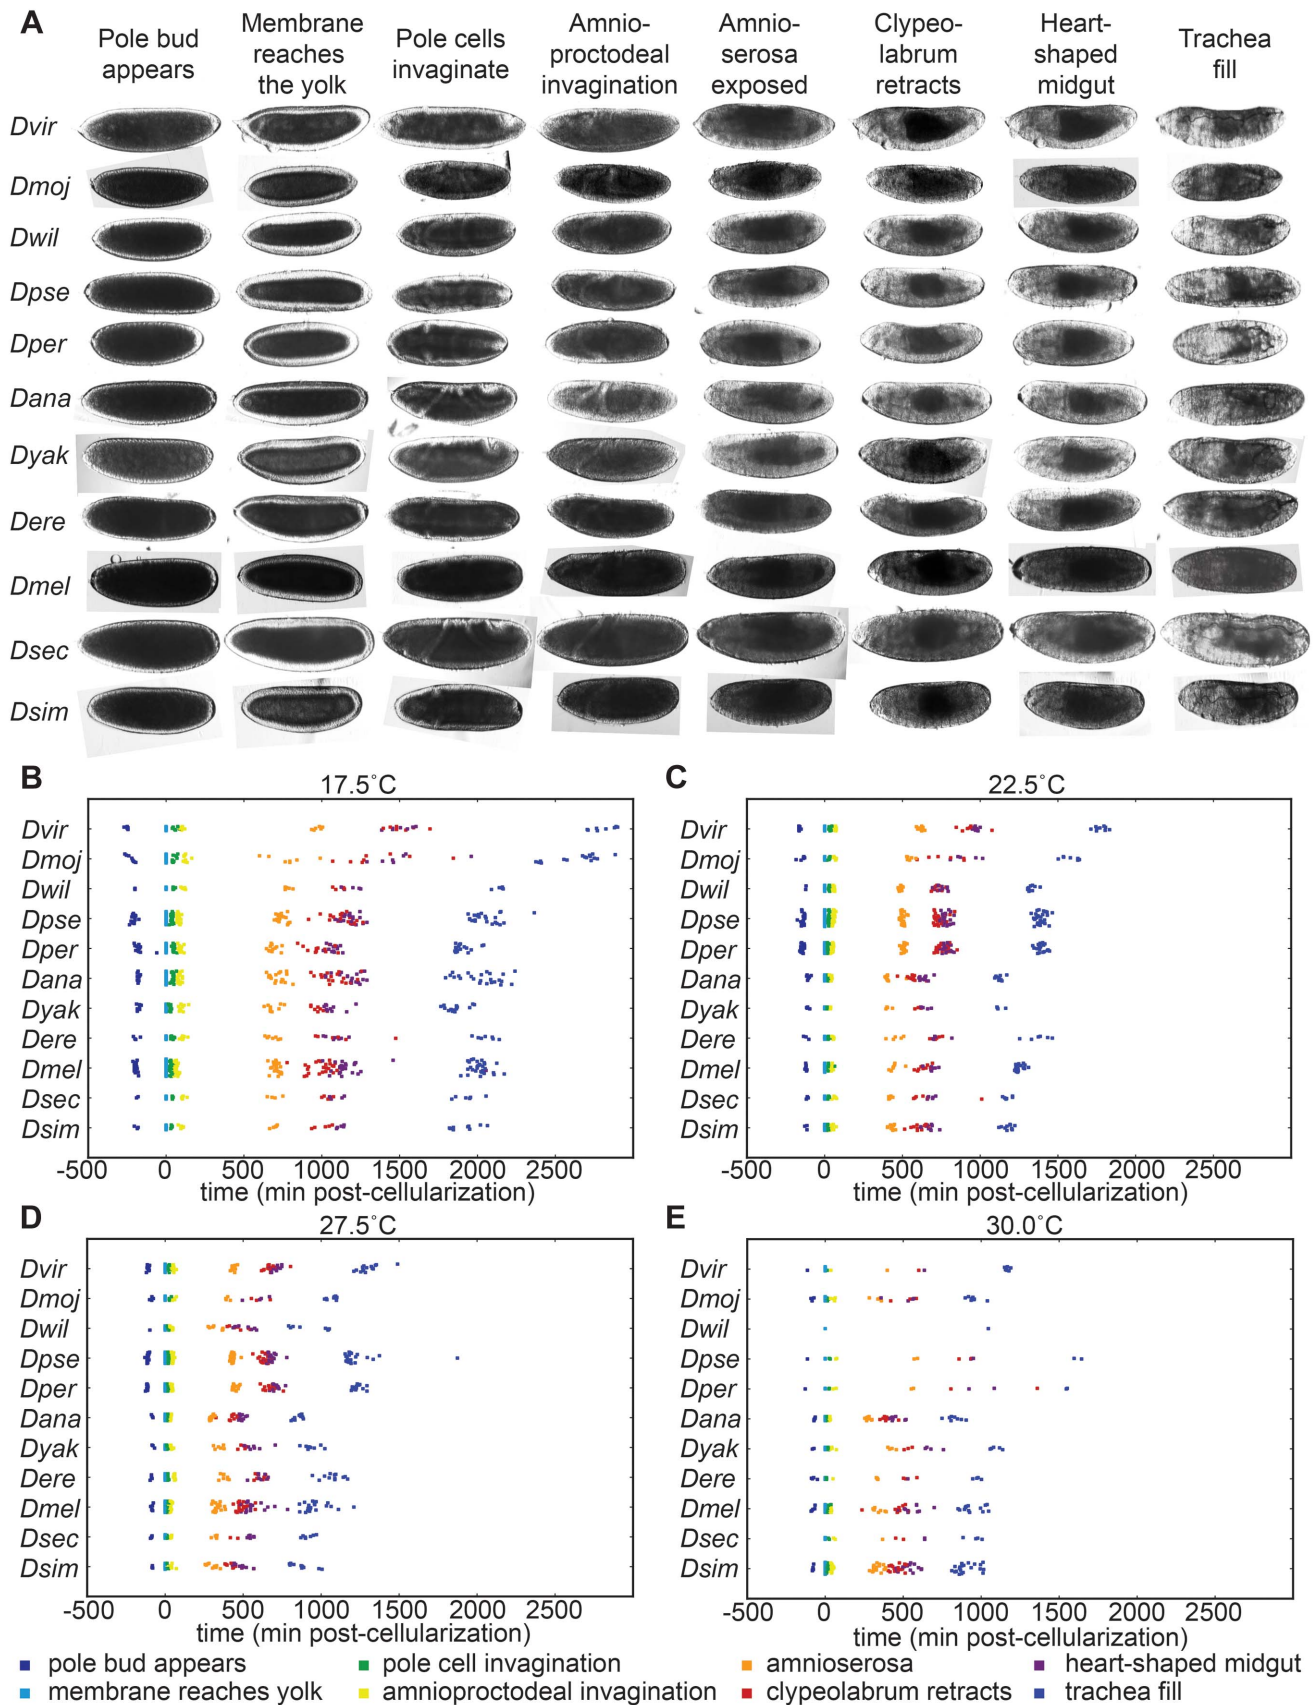 A
Pole bud appears
Membrane reaches the yolk
Pole cells invaginate
Amnio-proctodeal invagination
Amnio-serosa exposed
Clypeo-labrum retracts
Heart-shaped midgut
Trachea fill
Dvir
Dmoj
Dwil
Dpse
Dper
Dana
Dyak
Dere
Dmel
Dsec
Dsim
B
17.5°C
Dvir
Dmoj
Dwil
Dpse
Dper
Dana
Dyak
Dere
Dmel
Dsec
Dsim
-500 0 500 1000 1500 2000 2500
time (min post-cellularization)
C
22.5°C
Dvir
Dmoj
Dwil
Dpse
Dper
Dana
Dyak
Dere
Dmel
Dsec
Dsim
-500 0 500 1000 1500 2000 2500
time (min post-cellularization)
D
27.5°C
Dvir
Dmoj
Dwil
Dpse
Dper
Dana
Dyak
Dere
Dmel
Dsec
Dsim
-500 0 500 1000 1500 2000 2500
time (min post-cellularization)
E
30.0°C
Dvir
Dmoj
Dwil
Dpse
Dper
Dana
Dyak
Dere
Dmel
Dsec
Dsim
-500 0 500 1000 1500 2000 2500
time (min post-cellularization)
pole bud appears
membrane reaches yolk
pole cell invagination
amnioproctodeal invagination
amnioserosa
clypeolabrum retracts
heart-shaped midgut
trachea fill